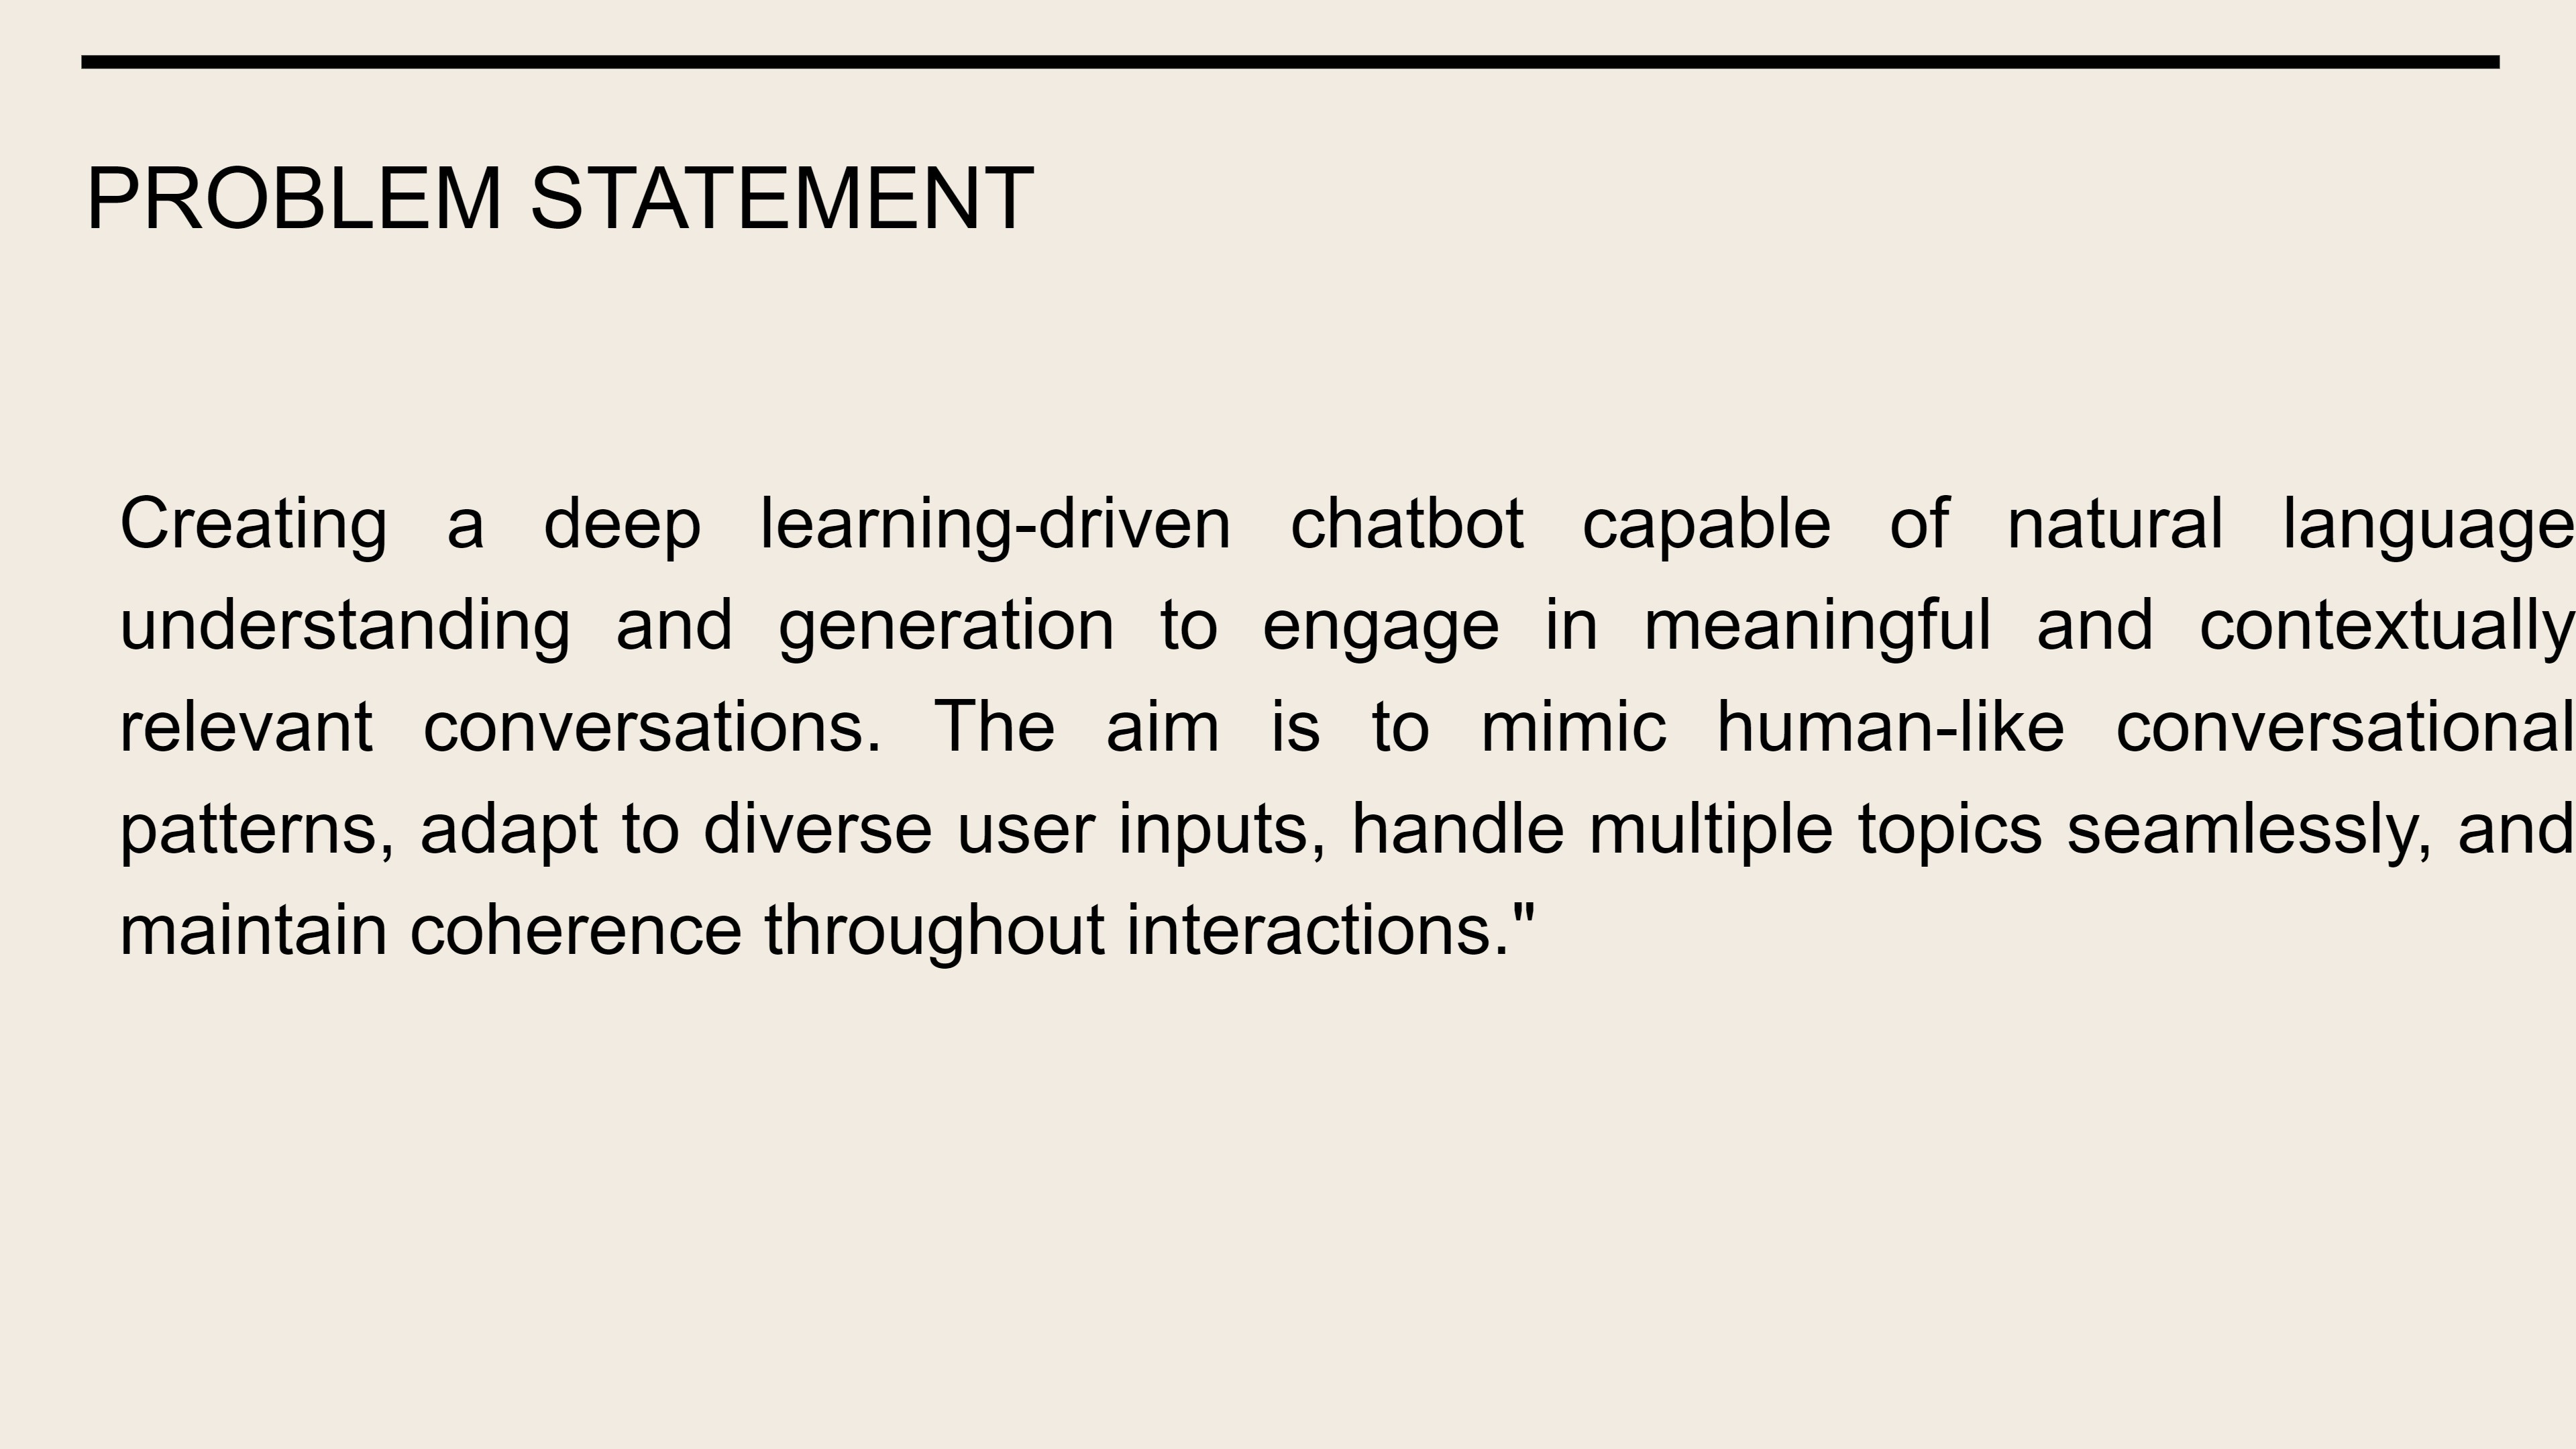 PROBLEM STATEMENT
Creating a deep learning-driven chatbot capable of natural language
understanding and generation to engage in meaningful and contextually
relevant conversations. The aim is to mimic human-like conversational
patterns, adapt to diverse user inputs, handle multiple topics seamlessly, and
maintain coherence throughout interactions."